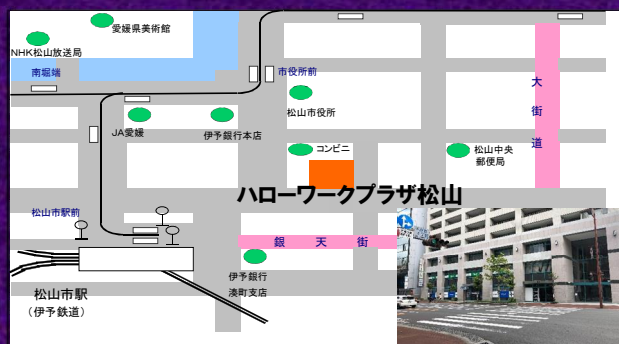 愛媛県美術館
NHK松山放送局
南堀端
市役所前
大街道
松山市役所
JA愛媛
伊予銀行本店
コンビニ
松山中央
郵便局
ハローワークプラザ松山
松山市駅前
銀天街
伊予銀行
湊町支店
松山市駅
（伊予鉄道）